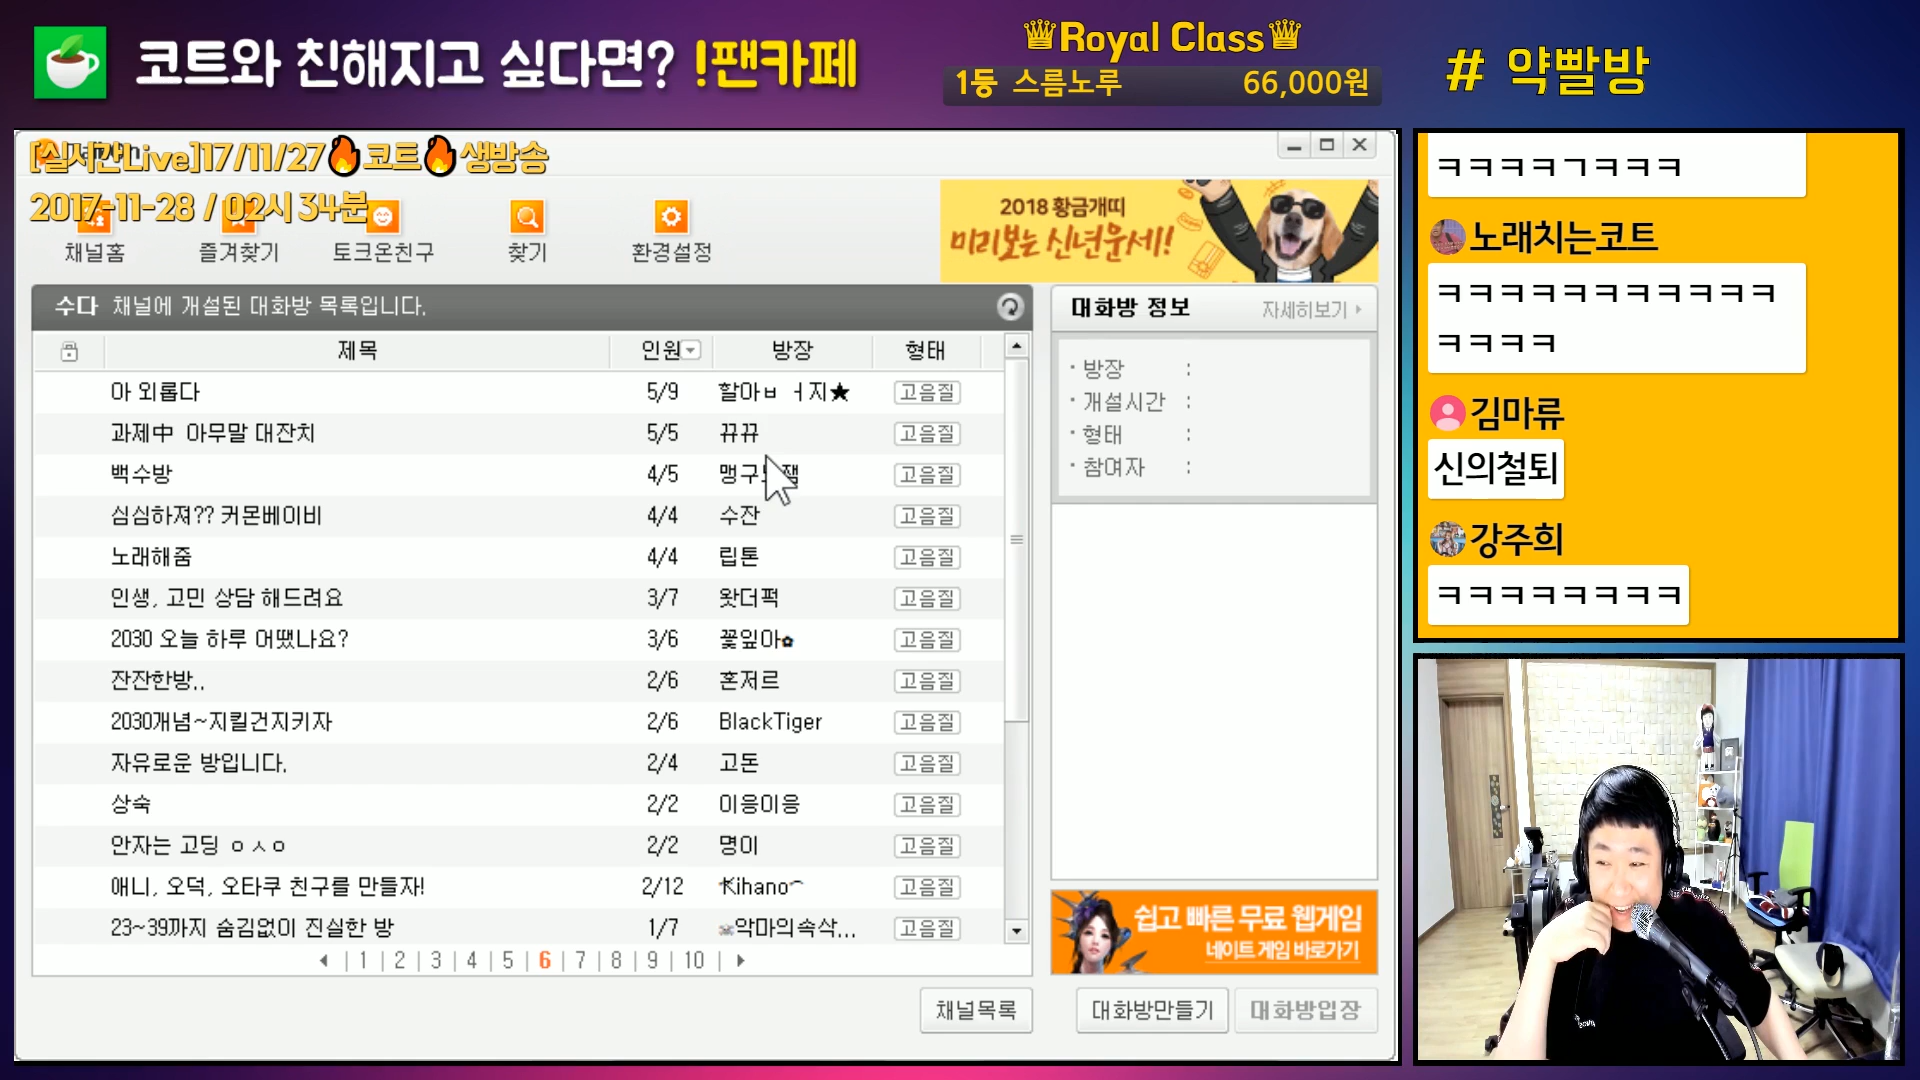 코트와 친해지고 싶다면? !팬카페
Royal Class
1등 스름노루 66,000원
# 약빨방
[실시간Live]17/11/27🔥코트🔥생방송
2017-11-28 / 02시 34분
채널홈 즐겨찾기 토크온친구 찾기 환경설정
2018 황금개띠
미리보는 신년운세!
수다 채널에 개설된 대화방 목록입니다.
제목 인원 방장 형태
아 외롭다 5/9 할아ㅂ ㅓ지★ 고음질
과제中 아무말 대잔치 5/5 뀨뀨 고음질
백수방 4/5 고음질
심심하져?? 커몬베이비 4/4 수잔 고음질
노래해줌 4/4 립톤 고음질
인생, 고민 상담 해드려요 3/7 왓더퍽 고음질
2030 오늘 하루 어땠나요? 3/6 꽃잎아✿ 고음질
잔잔한방.. 2/6 혼저르 고음질
2030개념~지킬건지키자 2/6 BlackTiger 고음질
자유로운 방입니다. 2/4 고돈 고음질
상숙 2/2 이응이응 고음질
안자는 고딩 ㅇㅅㅇ 2/2 명이 고음질
애니, 오덕, 오타쿠 친구를 만들자! 2/12 Kihano 고음질
23~39까지 숨김없이 진실한 방 1/7 악마의속삭... 고음질
| 1 | 2 | 3 | 4 | 5 | 6 | 7 | 8 | 9 | 10 |
채널목록
대화방 정보 자세히보기
· 방장 :
· 개설시간 :
· 형태 :
· 참여자 :
쉽고 빠른 무료 웹게임
네이트 게임 바로가기
대화방만들기 대화방입장
ㅋㅋㅋㅋㄱㅋㅋㅋ
노래치는코트
ㅋㅋㅋㅋㅋㅋㅋㅋㅋㅋㅋ
ㅋㅋㅋㅋ
김마류
신의철퇴
강주희
ㅋㅋㅋㅋㅋㅋㅋㅋ